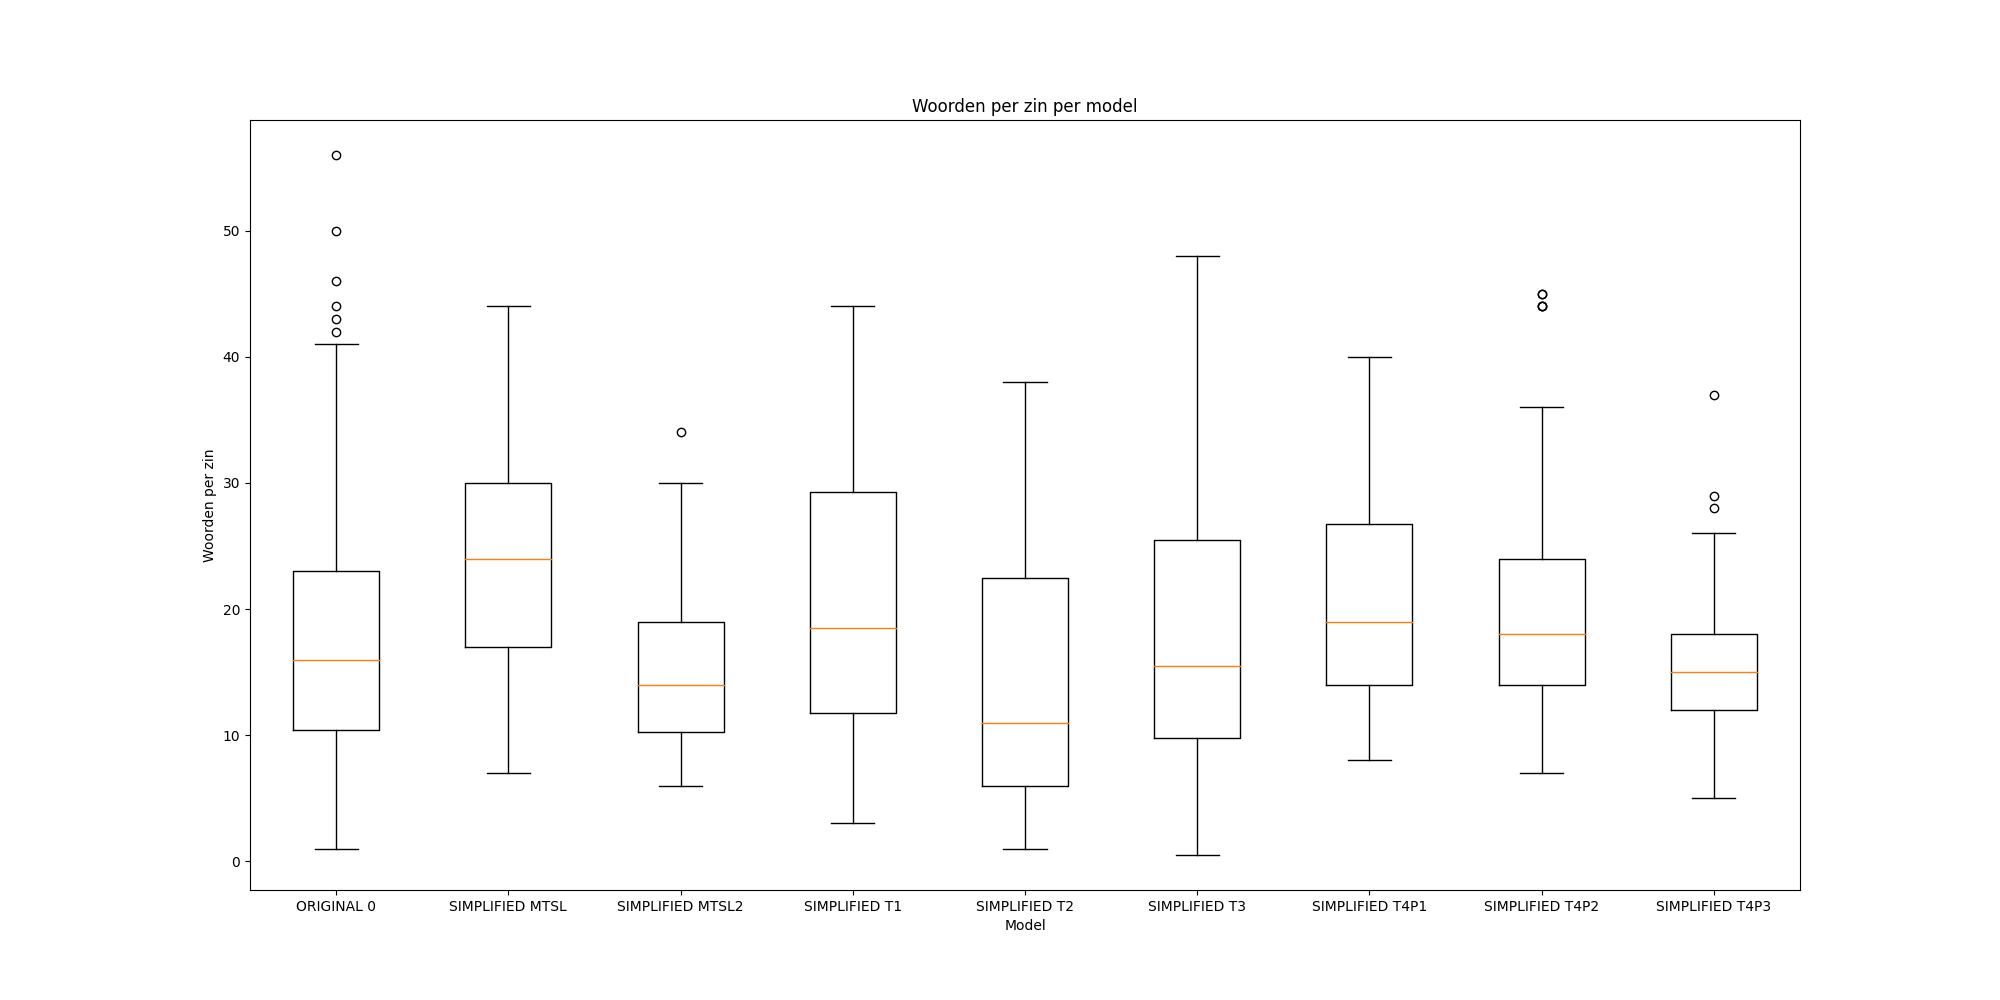 Woorden per zin per model
Woorden per zin
50
40
30
20
10
0
ORIGINAL 0 SIMPLIFIED MTSL SIMPLIFIED MTSL2 SIMPLIFIED T1 SIMPLIFIED T2 SIMPLIFIED T3 SIMPLIFIED T4P1 SIMPLIFIED T4P2 SIMPLIFIED T4P3
Model